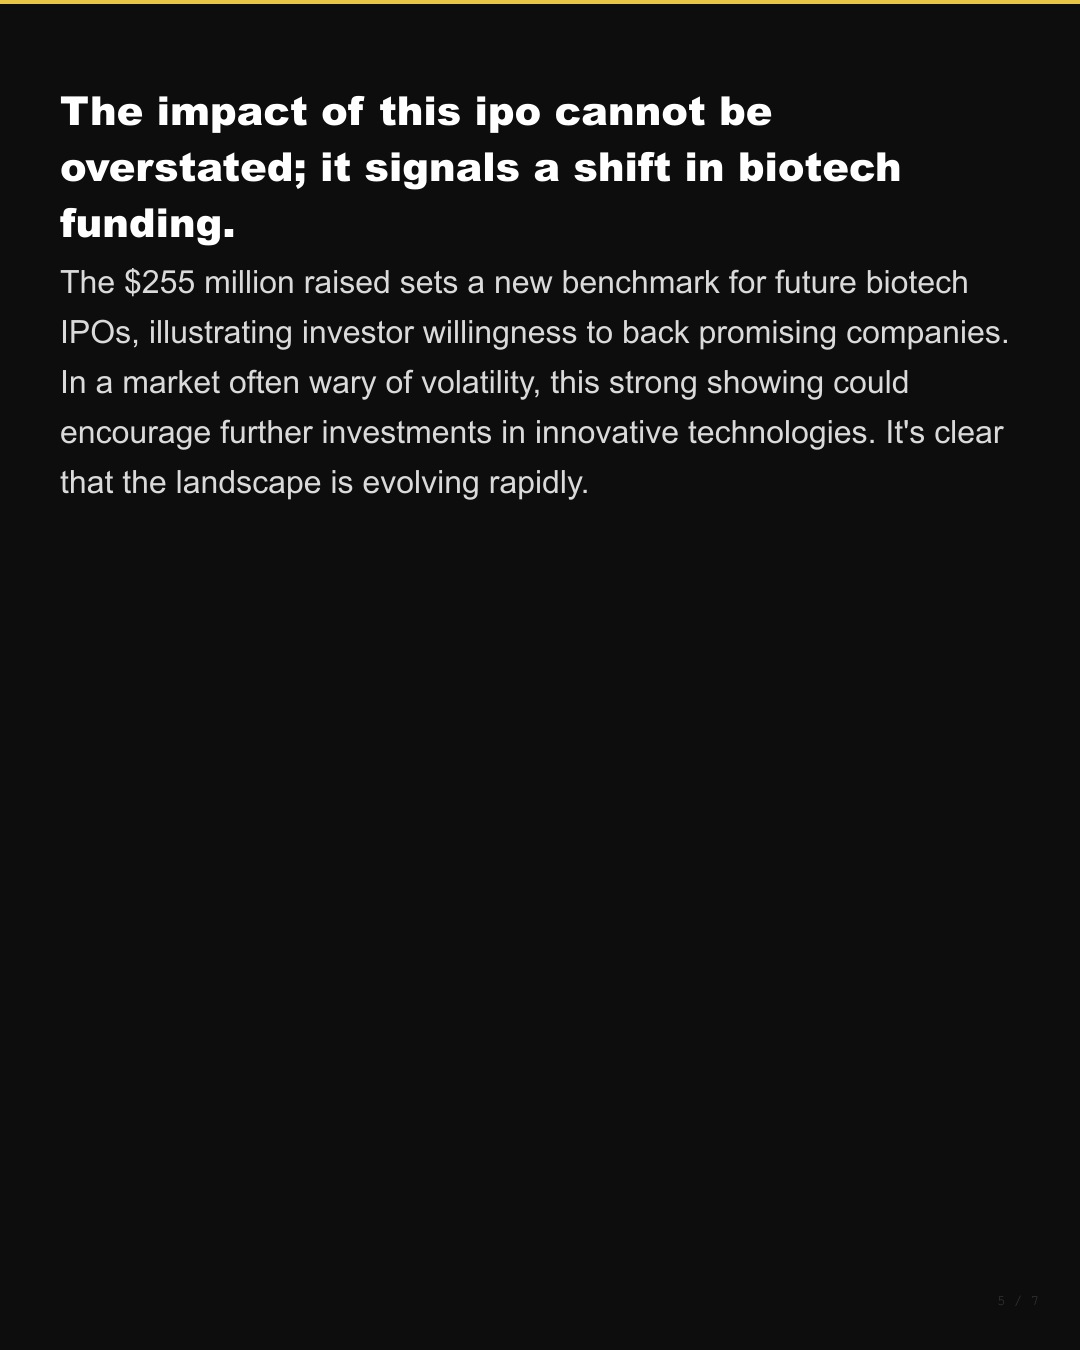 The impact of this ipo cannot be
overstated; it signals a shift in biotech
funding.
The $255 million raised sets a new benchmark for future biotech
IPOs, illustrating investor willingness to back promising companies.
In a market often wary of volatility, this strong showing could
encourage further investments in innovative technologies. It's clear
that the landscape is evolving rapidly.
5 / 7